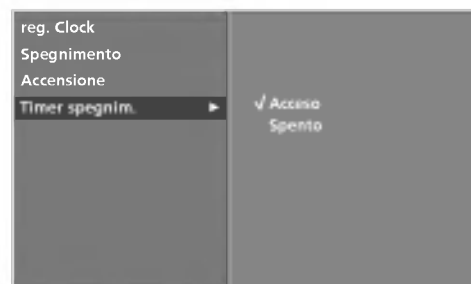 reg. Clock
Spegnimento
Accensione
Timer spegnim. ►
√ Acceso
Spento